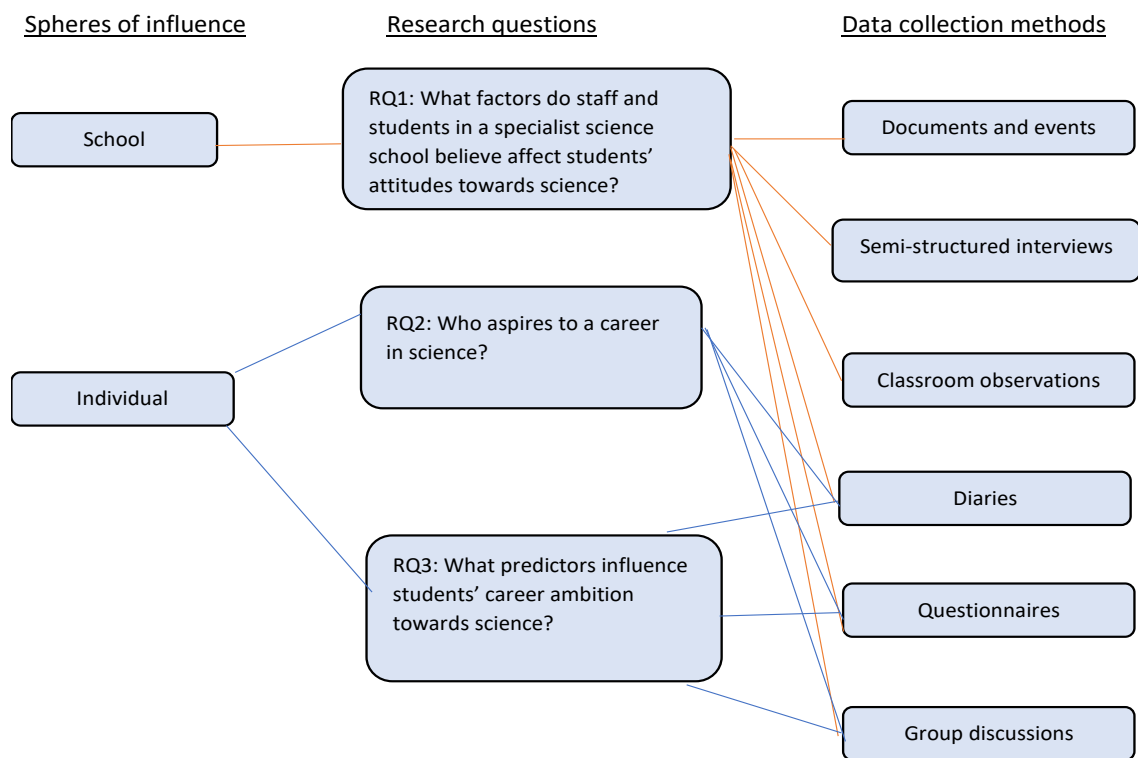 Spheres of influence
Research questions
Data collection methods
School
RQ1: What factors do staff and
students in a specialist science
school believe affect students’
attitudes towards science?
Documents and events
Semi-structured interviews
Individual
RQ2: Who aspires to a career
in science?
Classroom observations
Diaries
RQ3: What predictors influence
students’ career ambition
towards science?
Questionnaires
Group discussions